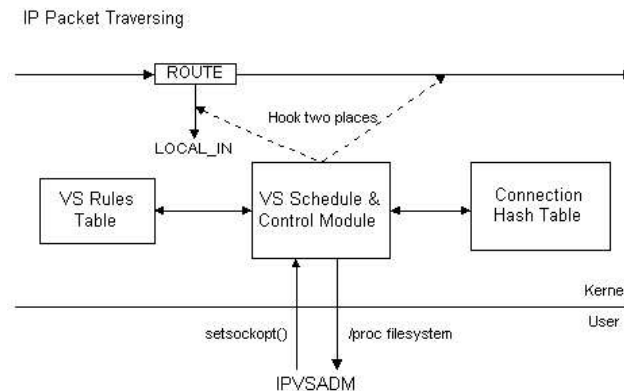 IP Packet Traversing
ROUTE
Hook two places
LOCAL_IN
VS Rules
Table
VS Schedule &
Control Module
Connection
Hash Table
Kerne
User
setsockopt()
/proc filesystem
IPVSADM